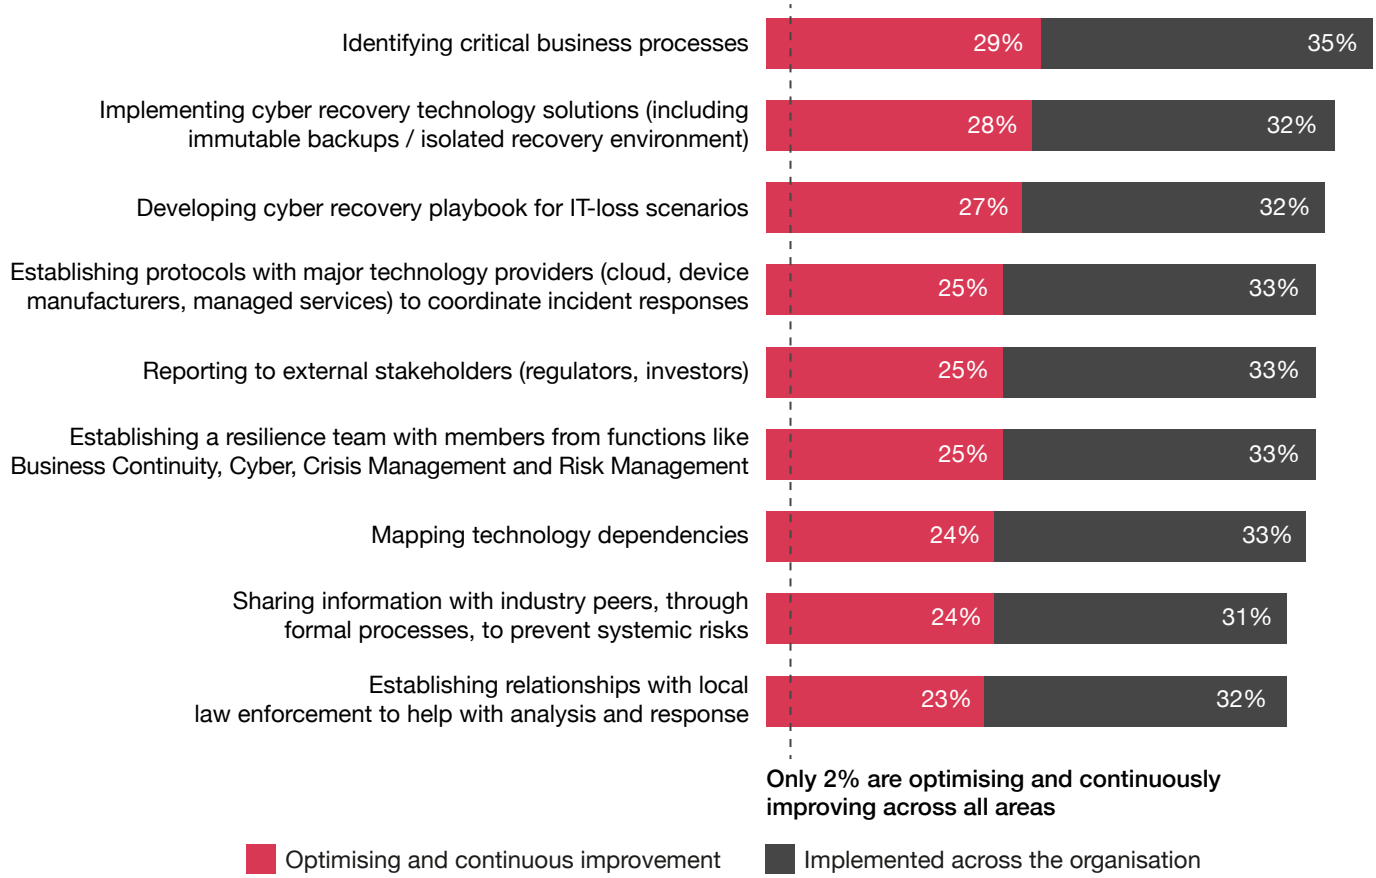 Identifying critical business processes
29%
35%
Implementing cyber recovery technology solutions (including
immutable backups / isolated recovery environment)
28%
32%
Developing cyber recovery playbook for IT-loss scenarios
27%
32%
Establishing protocols with major technology providers (cloud, device
manufacturers, managed services) to coordinate incident responses
25%
33%
Reporting to external stakeholders (regulators, investors)
25%
33%
Establishing a resilience team with members from functions like
Business Continuity, Cyber, Crisis Management and Risk Management
25%
33%
Mapping technology dependencies
24%
33%
Sharing information with industry peers, through
formal processes, to prevent systemic risks
24%
31%
Establishing relationships with local
law enforcement to help with analysis and response
23%
32%
Only 2% are optimising and continuously
improving across all areas
Optimising and continuous improvement
Implemented across the organisation